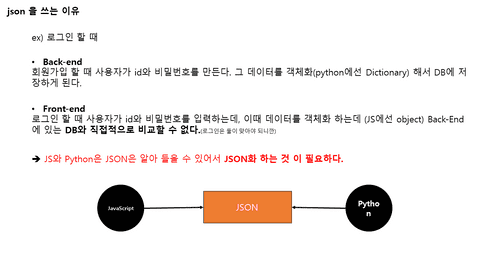 json 을 쓰는 이유
ex) 로그인 할 때
• Back-end
회원가입 할 때 사용자가 id와 비밀번호를 만든다. 그 데이터를 객체화(python에선 Dictionary) 해서 DB에 저
장하게 된다.
• Front-end
로그인 할 때 사용자가 id와 비밀번호를 입력하는데, 이때 데이터를 객체화 하는데 (JS에선 object) Back-End
에 있는 DB와 직접적으로 비교할 수 없다.(로그인은 둘이 맞아야 되니깐)
➔ JS와 Python은 JSON은 알아 들을 수 있어서 JSON화 하는 것 이 필요하다.
JavaScript
JSON
Pytho
n